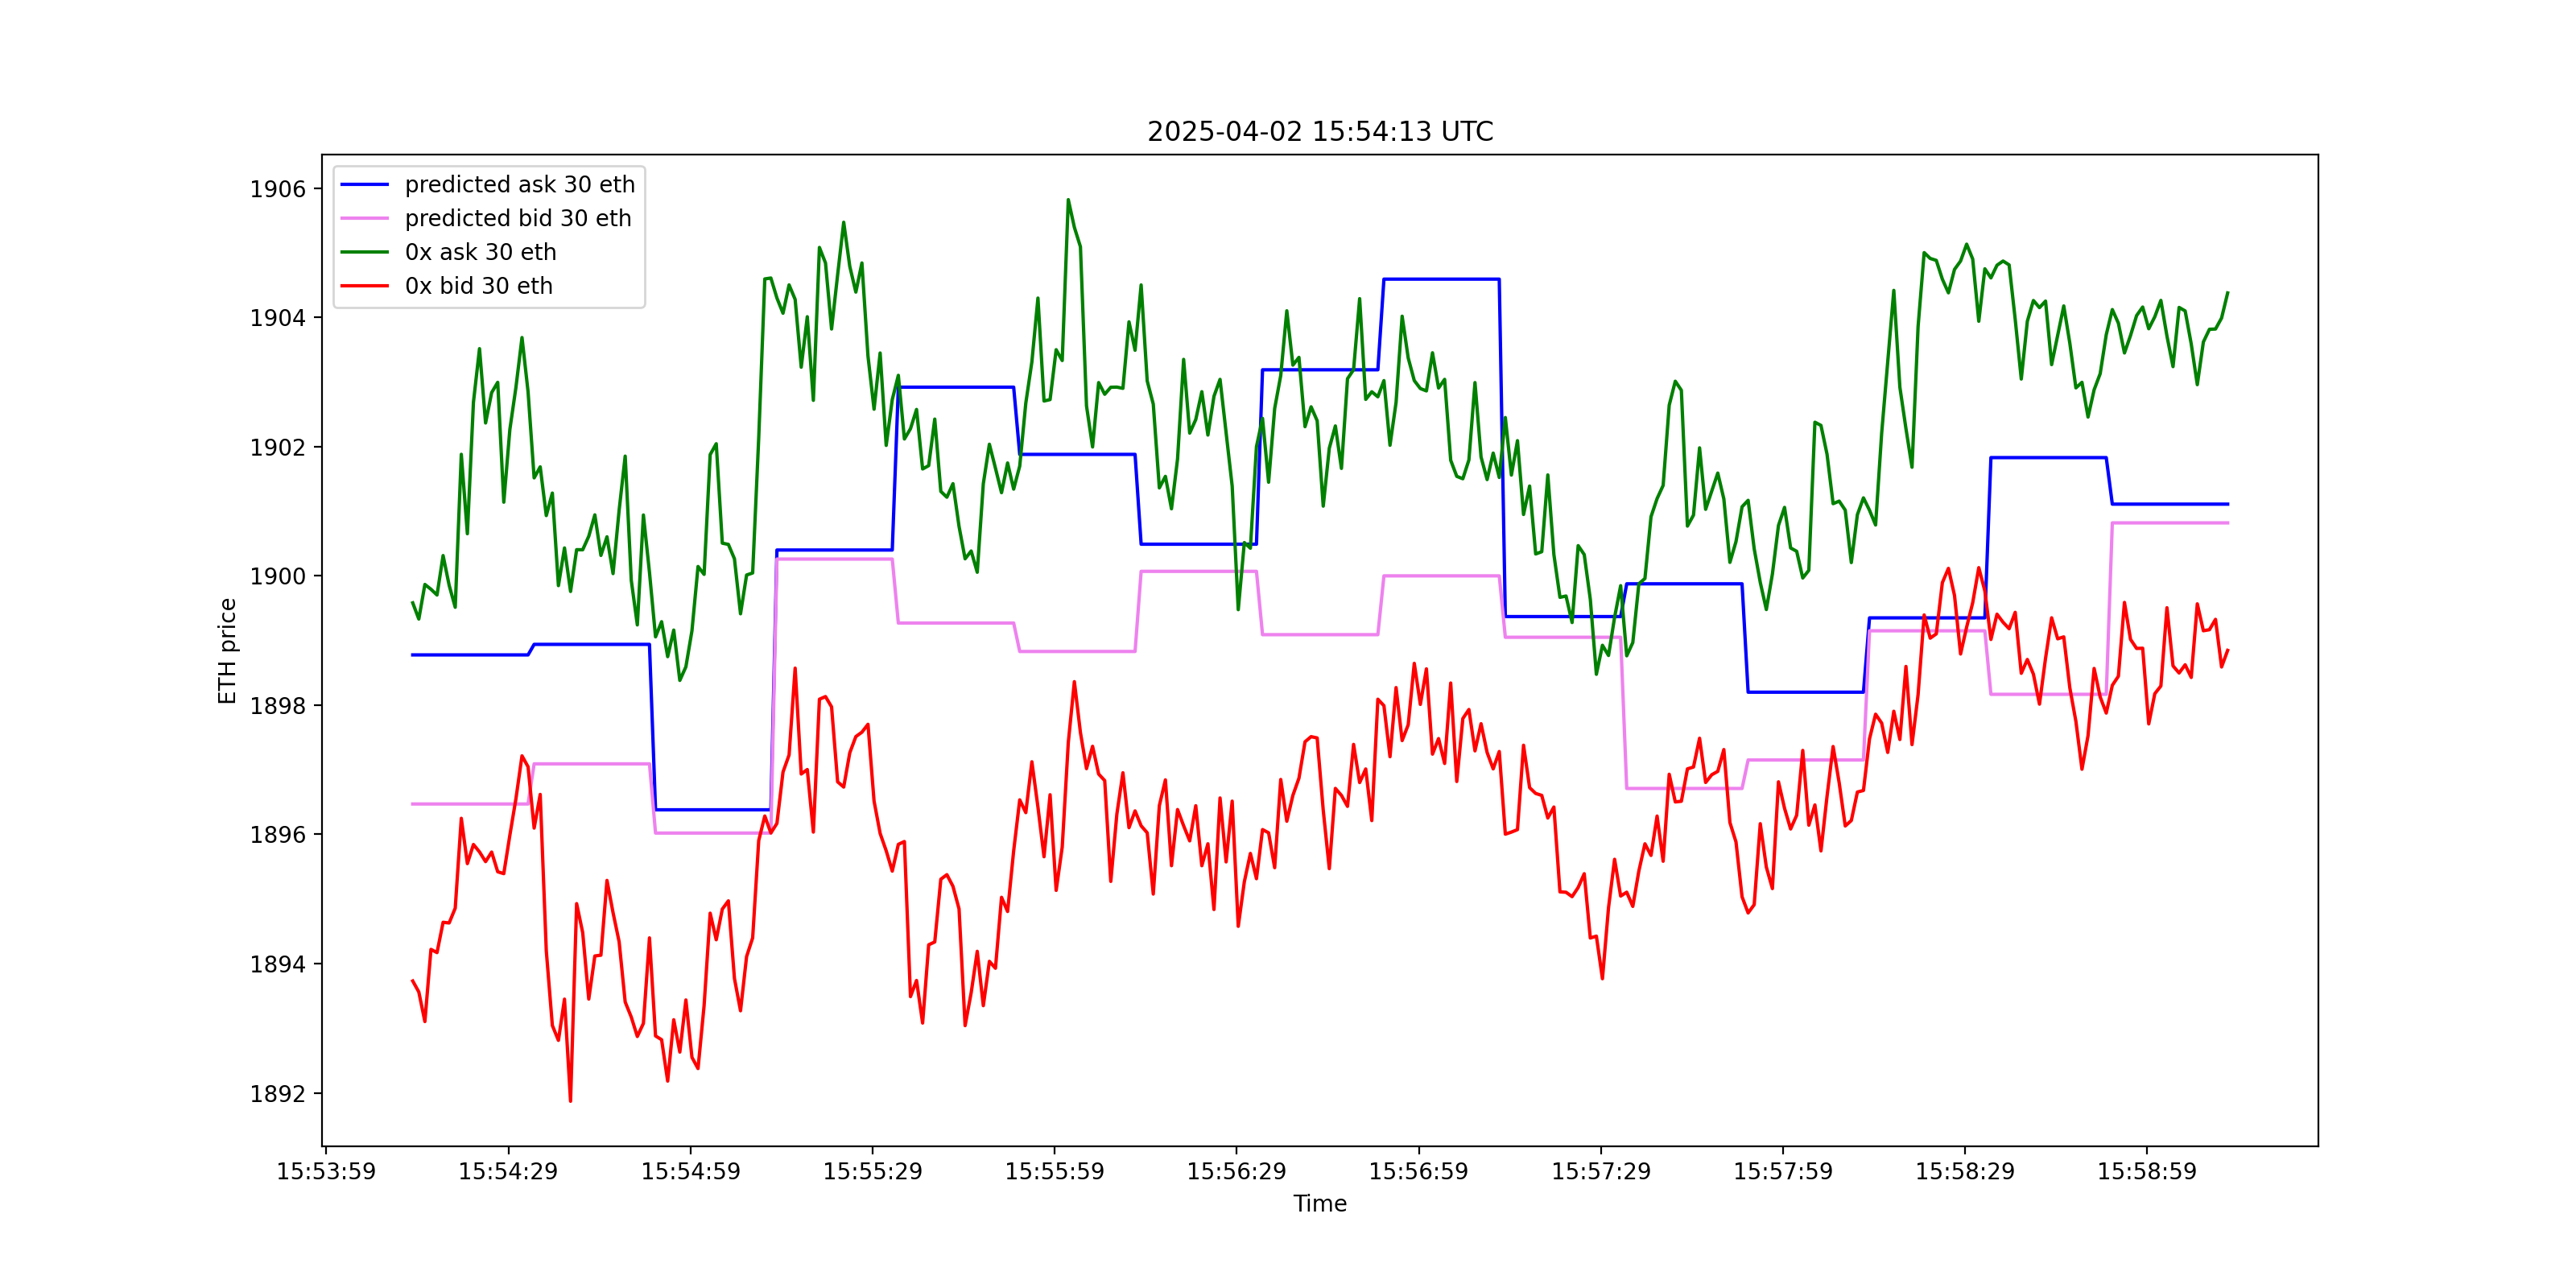 2025-04-02 15:54:13 UTC
predicted ask 30 eth
predicted bid 30 eth
0x ask 30 eth
0x bid 30 eth
1906
1904
1902
1900
1898
1896
1894
1892
ETH price
15:53:59 15:54:29 15:54:59 15:55:29 15:55:59 15:56:29 15:56:59 15:57:29 15:57:59 15:58:29 15:58:59
Time